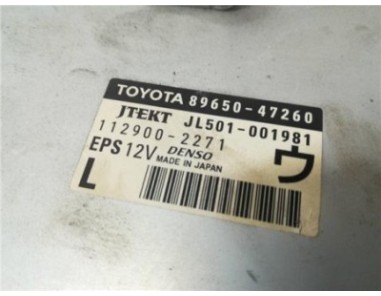 TOYOTA 89650-47260
JTEKT JL501-001981
112900-2271
EPS 12V DENSO
MADE IN JAPAN
ウ
L